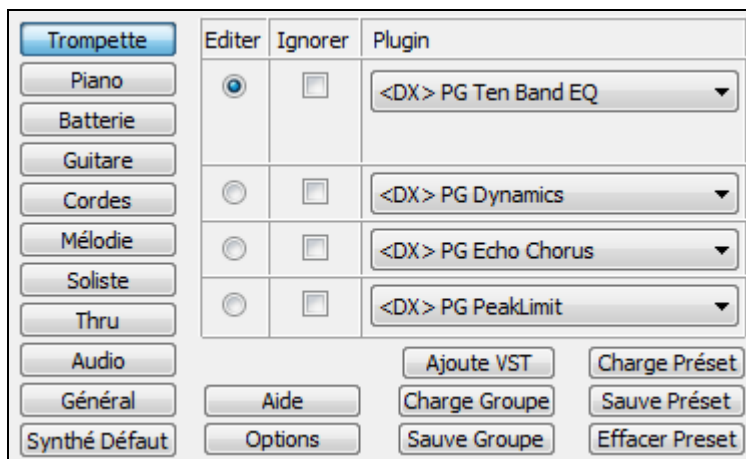 Trompette Editer Ignorer Plugin
Piano <DX> PG Ten Band EQ
Batterie
Guitare
Cordes <DX> PG Dynamics
Mélodie <DX> PG Echo Chorus
Soliste
Thru <DX> PG PeakLimit
Audio Ajoute VST Charge Préset
Général Aide Charge Groupe Sauve Préset
Synthé Défaut Options Sauve Groupe Effacer Preset